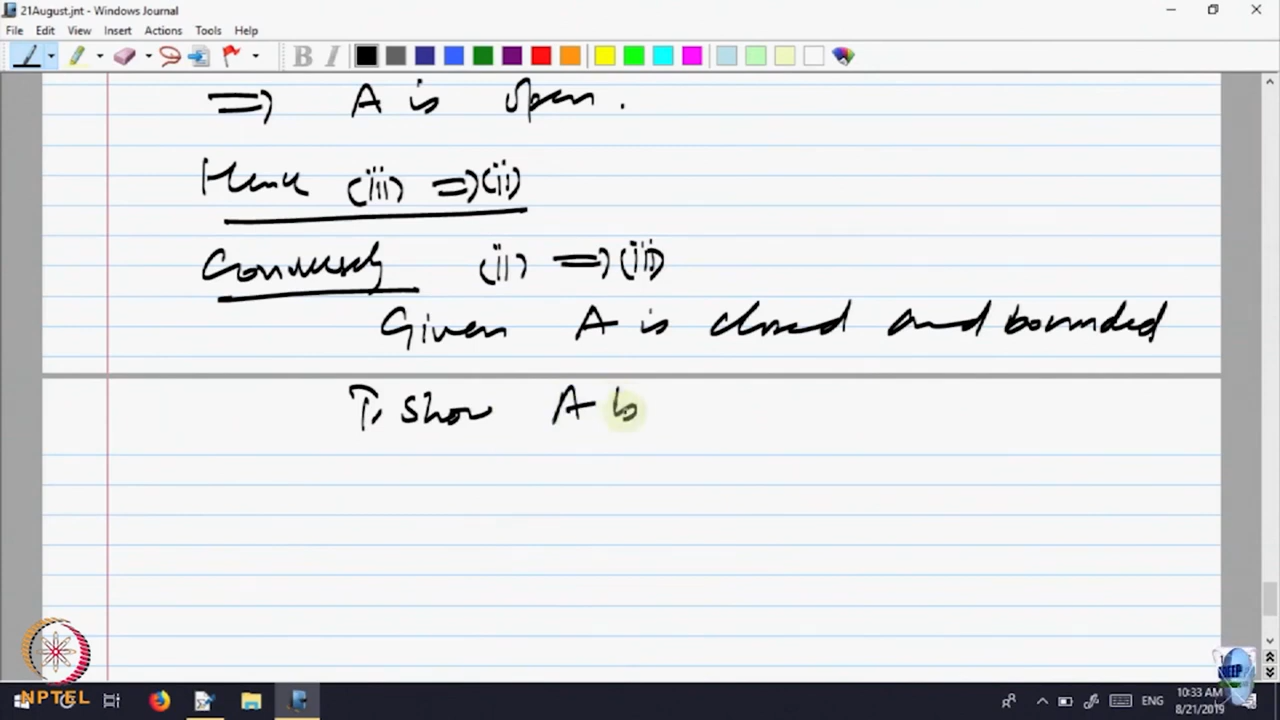 21August.jnt - Windows Journal
File Edit View Insert Actions Tools Help
B I
=> A is open.
Hence (iii) => (ii)
Conversely (ii) => (iii)
Given A is closed and bounded
To show A b
NPTEL
ENG
10:33 AM
8/21/2019